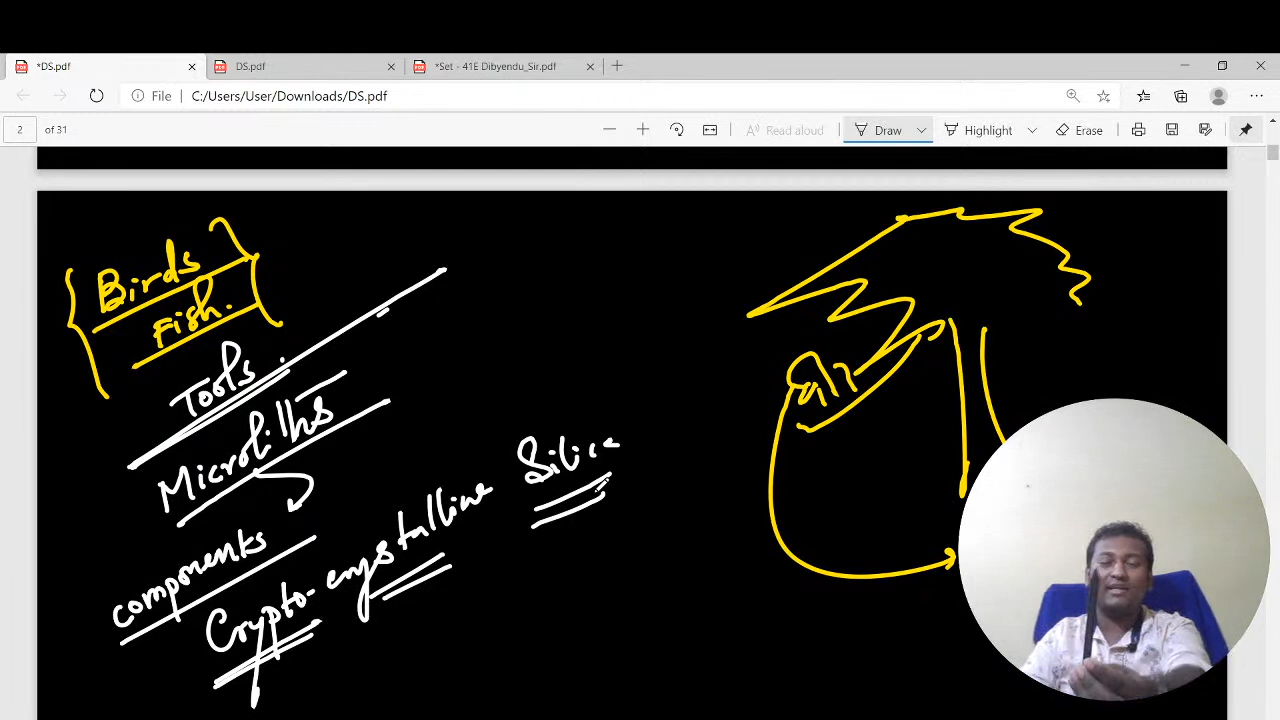 *DS.pdf
DS.pdf
*Set - 41E Dibyendu_Sir.pdf
File
C:/Users/User/Downloads/DS.pdf
2 of 31
Read aloud
Draw
Highlight
Erase
Birds
Fish.
Tools
Microliths
components
Crypto-crystalline Silica